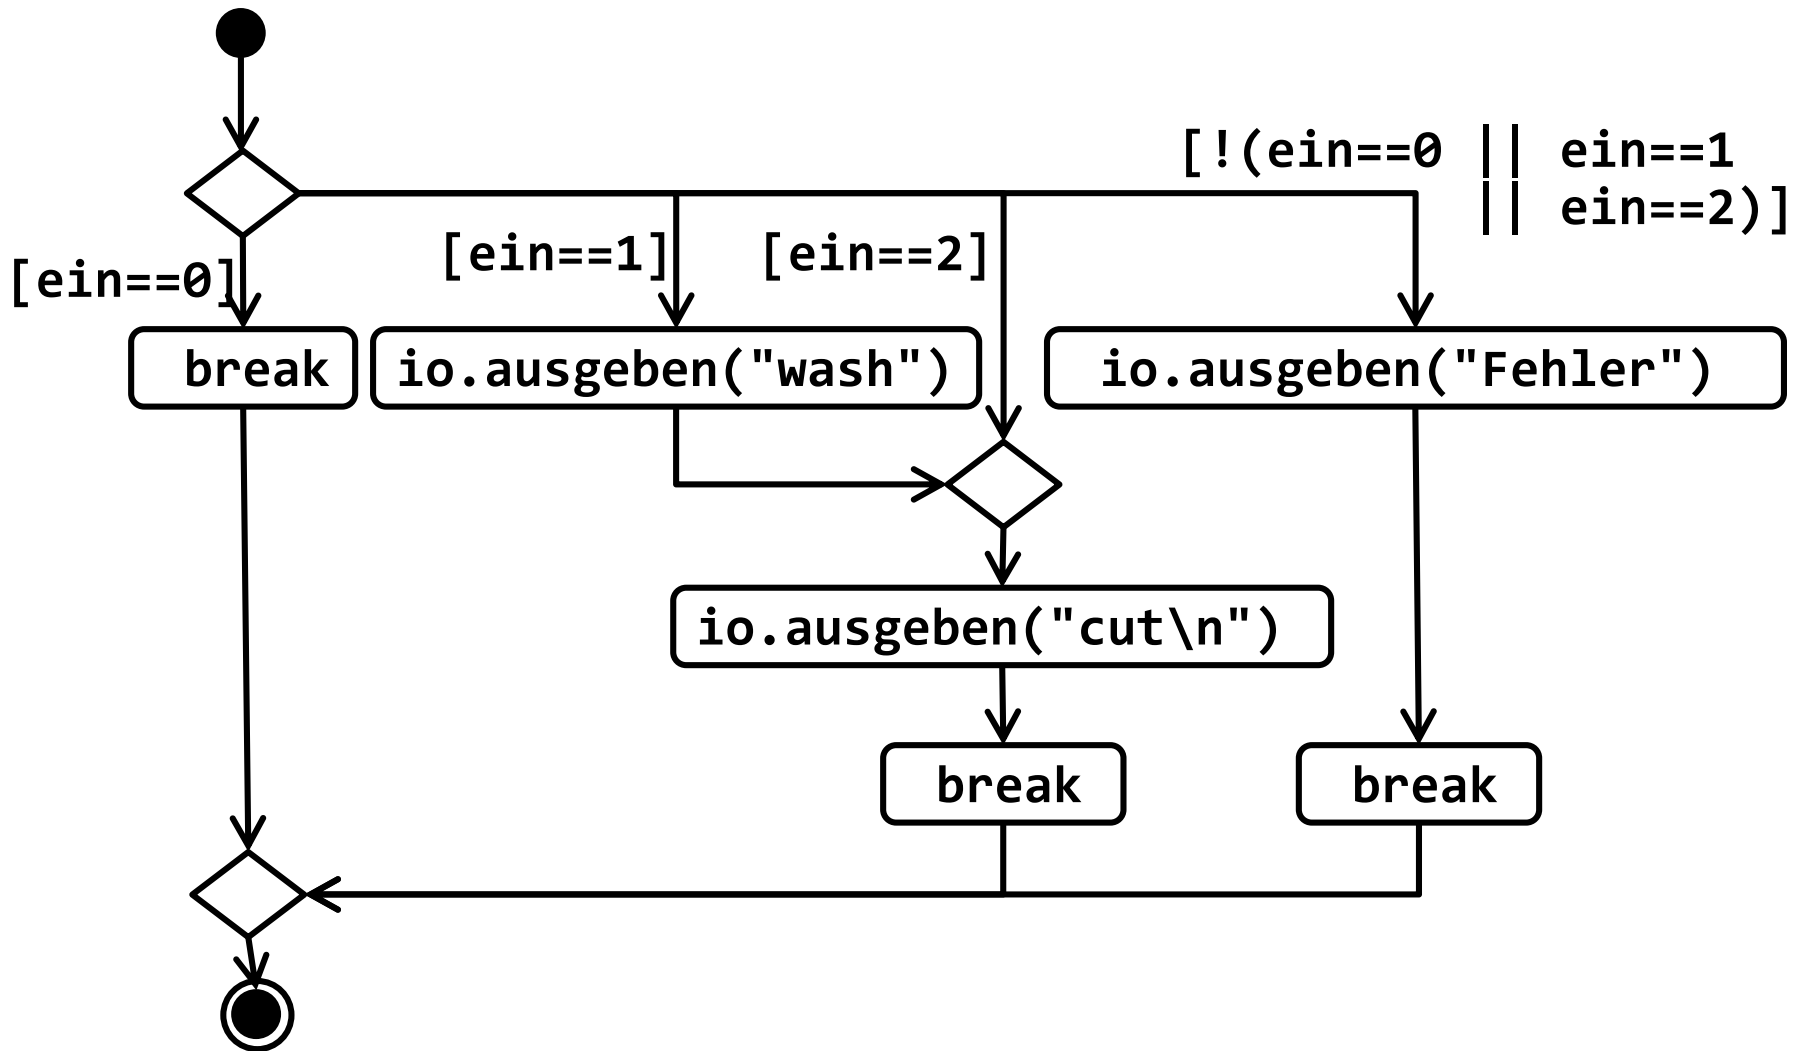 [!(ein==0 || ein==1
|| ein==2)]
[ein==1]
[ein==2]
[ein==0]
break
io.ausgeben("wash")
io.ausgeben("Fehler")
io.ausgeben("cut\n")
break
break